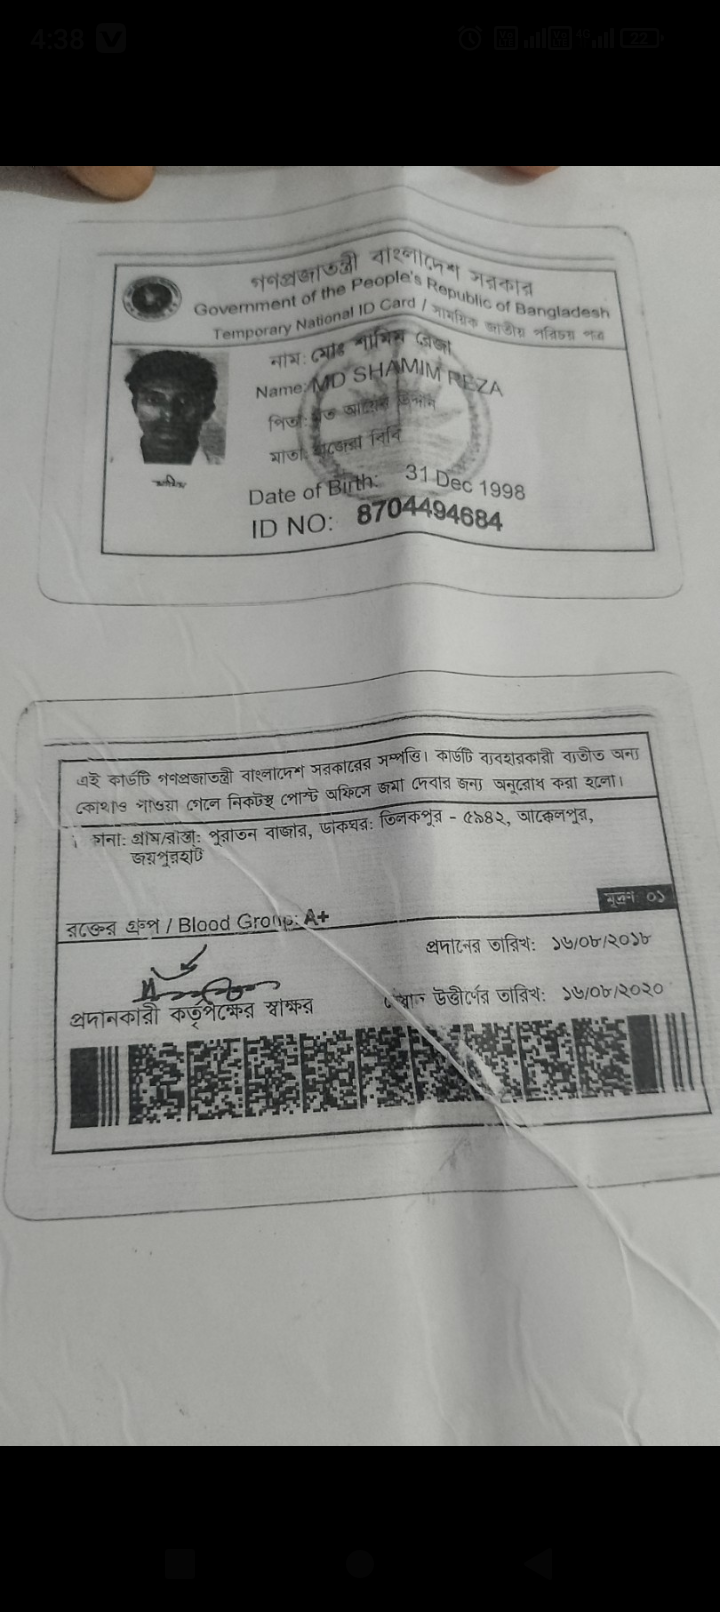 4:38
গণপ্রজাতন্ত্রী বাংলাদেশ সরকার
Government of the People's Republic of Bangladesh
Temporary National ID Card / সাময়িক জাতীয় পরিচয় পত্র
নাম: মোঃ শামিম রেজা
Name: MD SHAMIM REZA
পিতা: মৃত
মাতা: বিবি
Date of Birth: 31 Dec 1998
ID NO: 8704494684
এই কার্ডটি গণপ্রজাতন্ত্রী বাংলাদেশ সরকারের সম্পত্তি। কার্ডটি ব্যবহারকারী ব্যতীত অন্য
কোথাও পাওয়া গেলে নিকটস্থ পোস্ট অফিসে জমা দেবার জন্য অনুরোধ করা হলো।
গ্রাম/রাস্তা: পুরাতন বাজার, ডাকঘর: তিলকপুর - ৫৯৪২, আক্কেলপুর,
জয়পুরহাট
রক্তের গ্রুপ / Blood Group: A+
মুদ্রণ ০১
প্রদানের তারিখ: ১৬/০৮/২০১৮
প্রদানকারী কর্তৃপক্ষের স্বাক্ষর
উত্তীর্ণের তারিখ: ১৬/০৮/২০২০